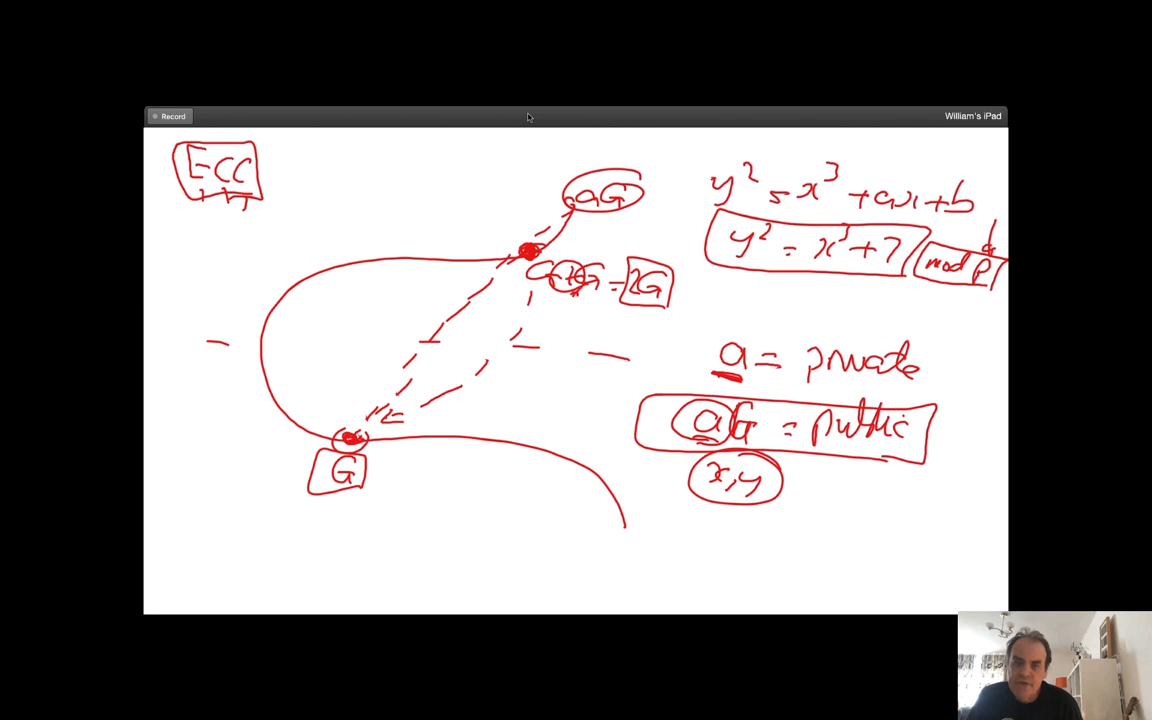 Record
William's iPad
ECC
aG
y² = x³ + ax + b
y² = x³ + 7 mod p
G+G = 2G
a = private
aG = public
x,y
G